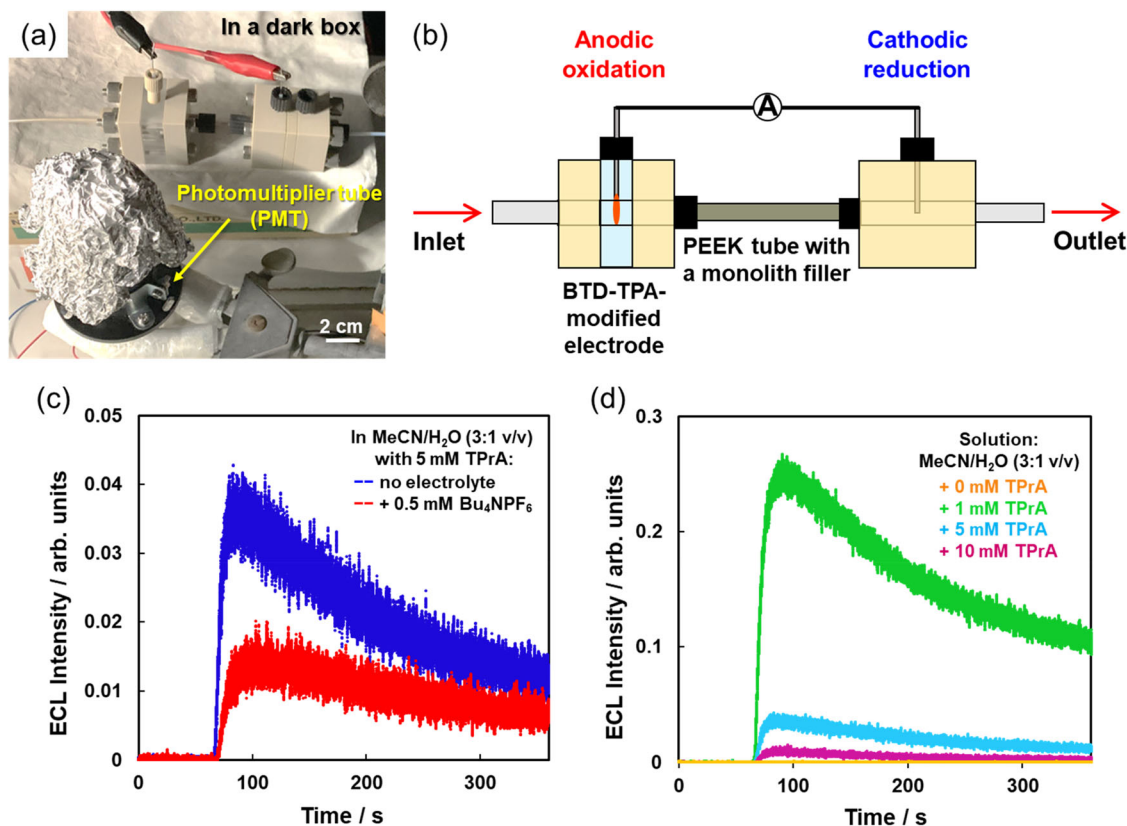 (a)
In a dark box
Photomultiplier tube
(PMT)
2 cm
(b)
Anodic
oxidation
Cathodic
reduction
A
Inlet
Outlet
PEEK tube with
a monolith filler
BTD-TPA-
modified
electrode
(c)
ECL Intensity / arb. units
0.05
0.04
0.03
0.02
0.01
0
In MeCN/H₂O (3:1 v/v)
with 5 mM TPrA:
no electrolyte
+ 0.5 mM Bu₄NPF₆
0
100
200
300
Time / s
(d)
ECL Intensity / arb. units
0.3
0.2
0.1
0
Solution:
MeCN/H₂O (3:1 v/v)
+ 0 mM TPrA
+ 1 mM TPrA
+ 5 mM TPrA
+ 10 mM TPrA
0
100
200
300
Time / s